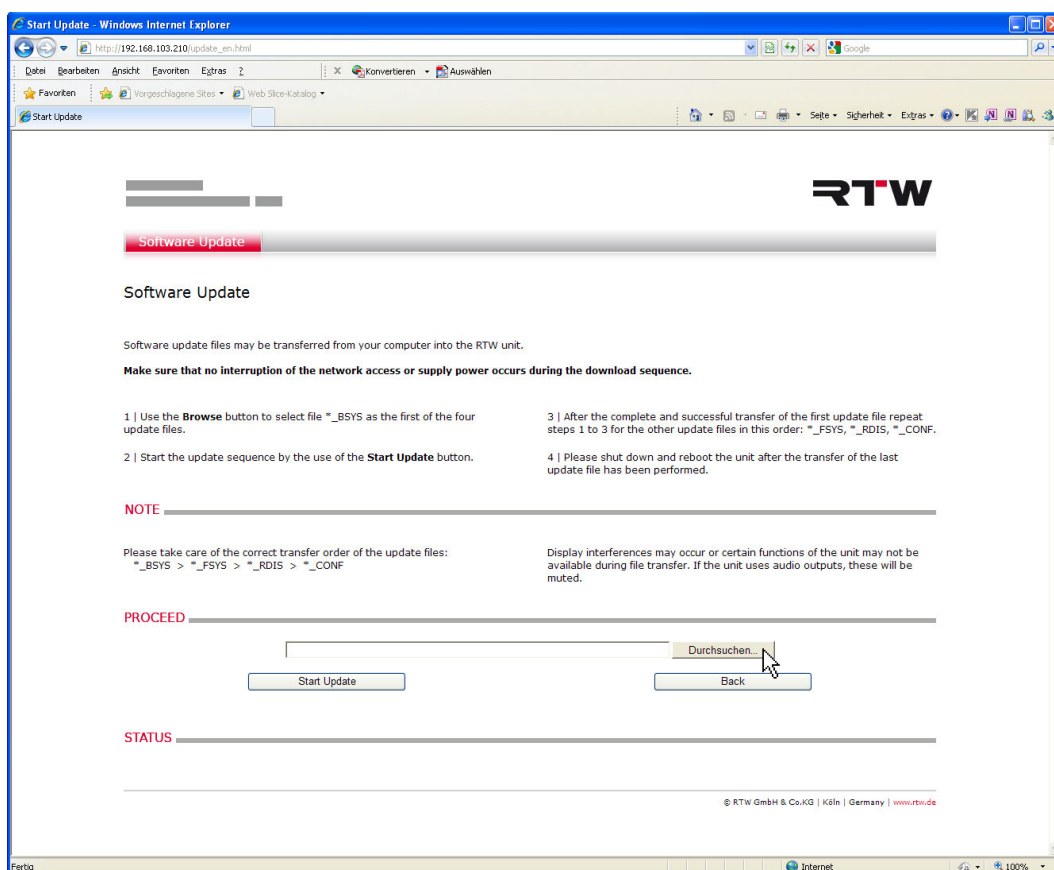 Start Update - Windows Internet Explorer
http://192.168.103.210/update_en.html
Google
Datei Bearbeiten Ansicht Favoriten Extras ? X Konvertieren Auswählen
Favoriten Vorgeschlagene Sites Web Slice-Katalog
Start Update
Seite Sicherheit Extras
RTW
Software Update
Software Update
Software update files may be transferred from your computer into the RTW unit.
Make sure that no interruption of the network access or supply power occurs during the download sequence.
1 | Use the Browse button to select file *_BSYS as the first of the four
update files.
2 | Start the update sequence by the use of the Start Update button.
3 | After the complete and successful transfer of the first update file repeat
steps 1 to 3 for the other update files in this order: *_FSYS, *_RDIS, *_CONF.
4 | Please shut down and reboot the unit after the transfer of the last
update file has been performed.
NOTE
Please take care of the correct transfer order of the update files:
*_BSYS > *_FSYS > *_RDIS > *_CONF
Display interferences may occur or certain functions of the unit may not be
available during file transfer. If the unit uses audio outputs, these will be
muted.
PROCEED
Durchsuchen...
Start Update Back
STATUS
© RTW GmbH & Co.KG | Köln | Germany | www.rtw.de
Fertig Internet 100%